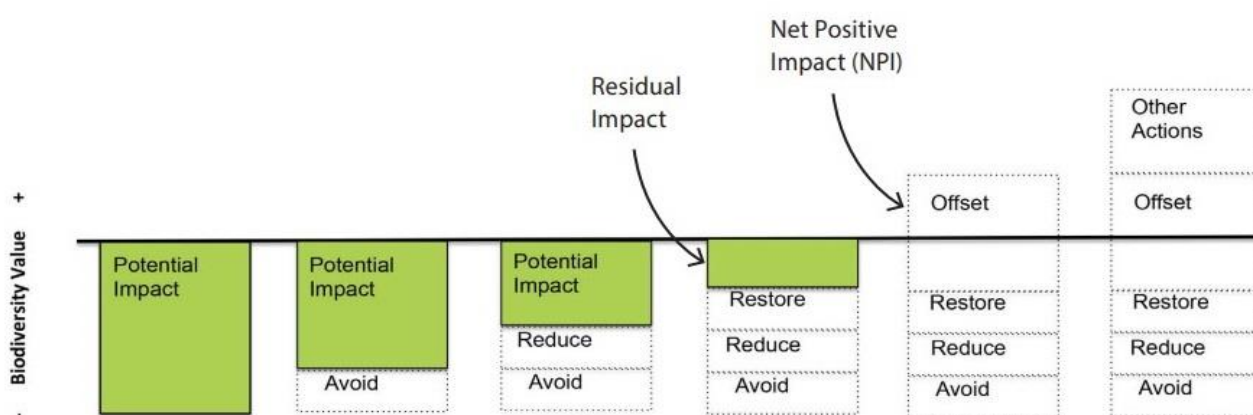 Net Positive
Impact (NPI)
Residual
Impact
Other
Actions
+
Offset
Offset
Biodiversity Value
Potential
Impact
Potential
Impact
Potential
Impact
Restore
Restore
Restore
Reduce
Reduce
Reduce
Reduce
Avoid
Avoid
Avoid
Avoid
Avoid